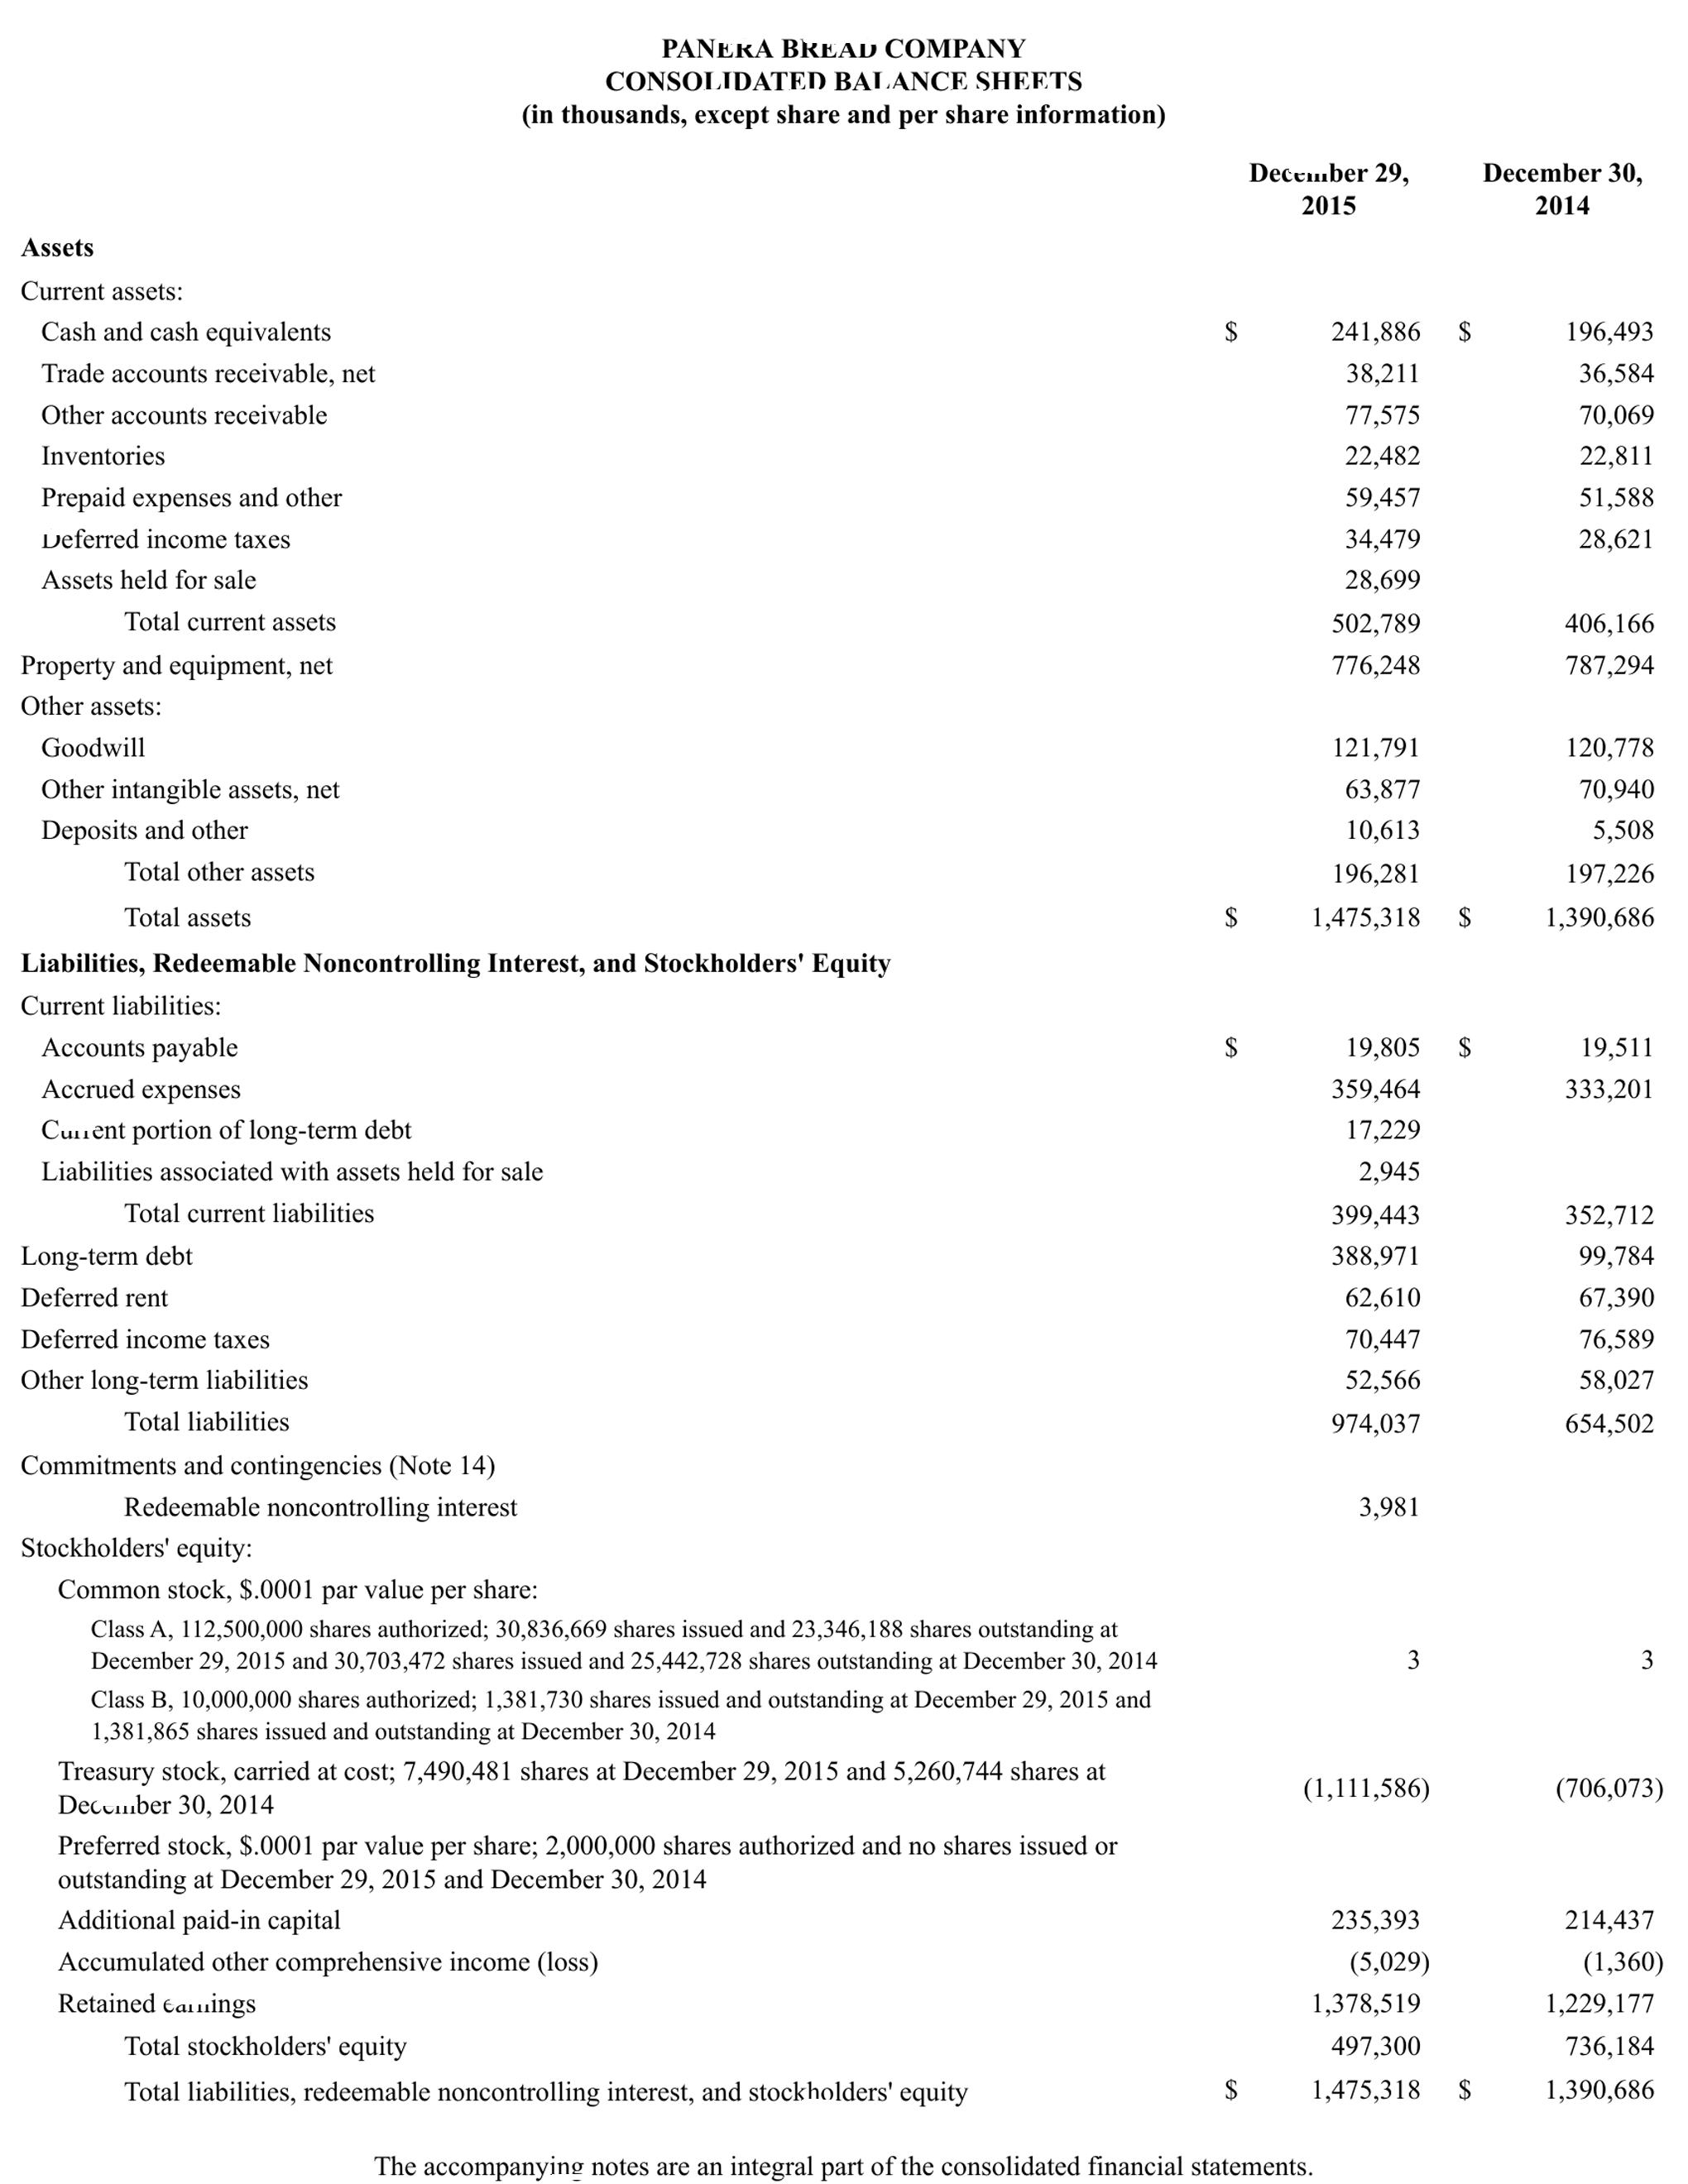 PANERA BREAD COMPANY
CONSOLIDATED BALANCE SHEETS
(in thousands, except share and per share information)
December 29, 2015 December 30, 2014
Assets
Current assets:
Cash and cash equivalents $ 241,886 $ 196,493
Trade accounts receivable, net 38,211 36,584
Other accounts receivable 77,575 70,069
Inventories 22,482 22,811
Prepaid expenses and other 59,457 51,588
Deferred income taxes 34,479 28,621
Assets held for sale 28,699
Total current assets 502,789 406,166
Property and equipment, net 776,248 787,294
Other assets:
Goodwill 121,791 120,778
Other intangible assets, net 63,877 70,940
Deposits and other 10,613 5,508
Total other assets 196,281 197,226
Total assets $ 1,475,318 $ 1,390,686
Liabilities, Redeemable Noncontrolling Interest, and Stockholders' Equity
Current liabilities:
Accounts payable $ 19,805 $ 19,511
Accrued expenses 359,464 333,201
Current portion of long-term debt 17,229
Liabilities associated with assets held for sale 2,945
Total current liabilities 399,443 352,712
Long-term debt 388,971 99,784
Deferred rent 62,610 67,390
Deferred income taxes 70,447 76,589
Other long-term liabilities 52,566 58,027
Total liabilities 974,037 654,502
Commitments and contingencies (Note 14)
Redeemable noncontrolling interest 3,981
Stockholders' equity:
Common stock, $.0001 par value per share:
Class A, 112,500,000 shares authorized; 30,836,669 shares issued and 23,346,188 shares outstanding at
December 29, 2015 and 30,703,472 shares issued and 25,442,728 shares outstanding at December 30, 2014 3 3
Class B, 10,000,000 shares authorized; 1,381,730 shares issued and outstanding at December 29, 2015 and
1,381,865 shares issued and outstanding at December 30, 2014
Treasury stock, carried at cost; 7,490,481 shares at December 29, 2015 and 5,260,744 shares at
December 30, 2014 (1,111,586) (706,073)
Preferred stock, $.0001 par value per share; 2,000,000 shares authorized and no shares issued or
outstanding at December 29, 2015 and December 30, 2014
Additional paid-in capital 235,393 214,437
Accumulated other comprehensive income (loss) (5,029) (1,360)
Retained earnings 1,378,519 1,229,177
Total stockholders' equity 497,300 736,184
Total liabilities, redeemable noncontrolling interest, and stockholders' equity $ 1,475,318 $ 1,390,686
The accompanying notes are an integral part of the consolidated financial statements.